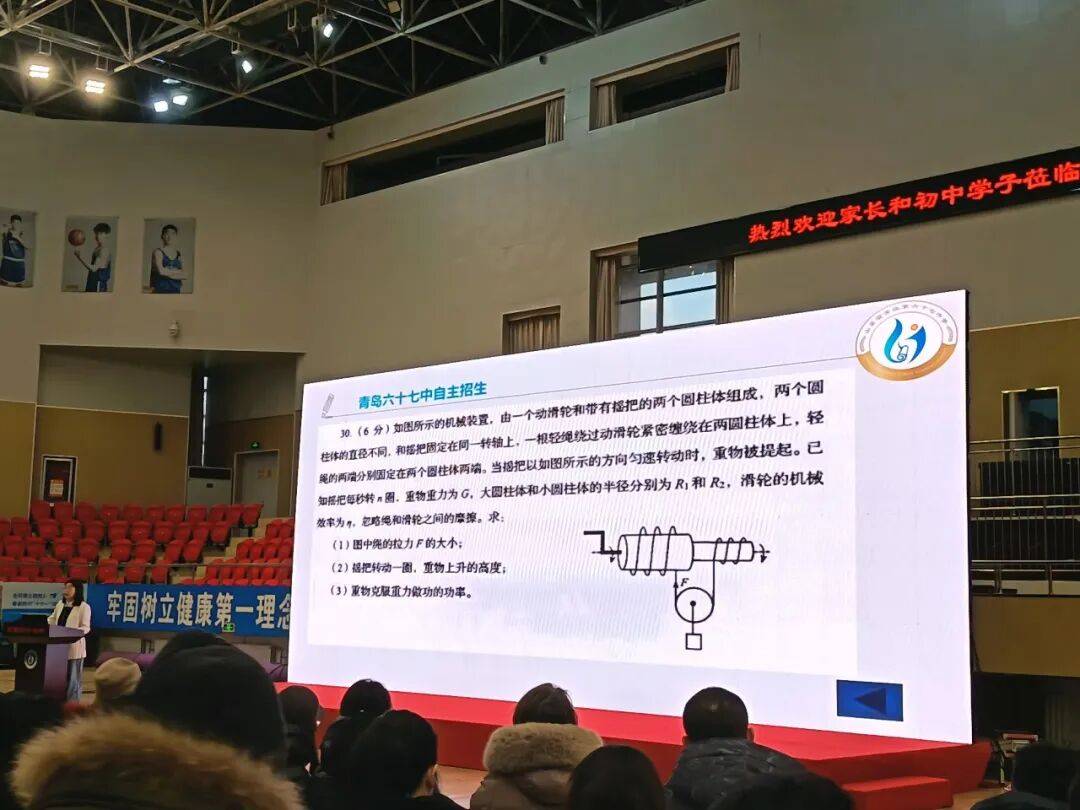 热烈欢迎家长和初中学子莅临
青岛六十七中自主招生
30.(6分)如图所示的机械装置,由一个动滑轮和带有摇把的两个圆柱体组成,两个圆
柱体的直径不同,和摇把固定在同一转轴上,一根轻绳绕过动滑轮紧密缠绕在两圆柱体上,轻
绳的两端分别固定在两个圆柱体两端。当摇把以如图所示的方向匀速转动时,重物被提起。已
知摇把每秒转 n 圈,重物重力为 G,大圆柱体和小圆柱体的半径分别为 R₁ 和 R₂,滑轮的机械
效率为 η,忽略绳和滑轮之间的摩擦。求:
(1)图中绳的拉力 F 的大小;
(2)摇把转动一圈,重物上升的高度;
(3)重物克服重力做功的功率。
F
牢固树立健康第一理念